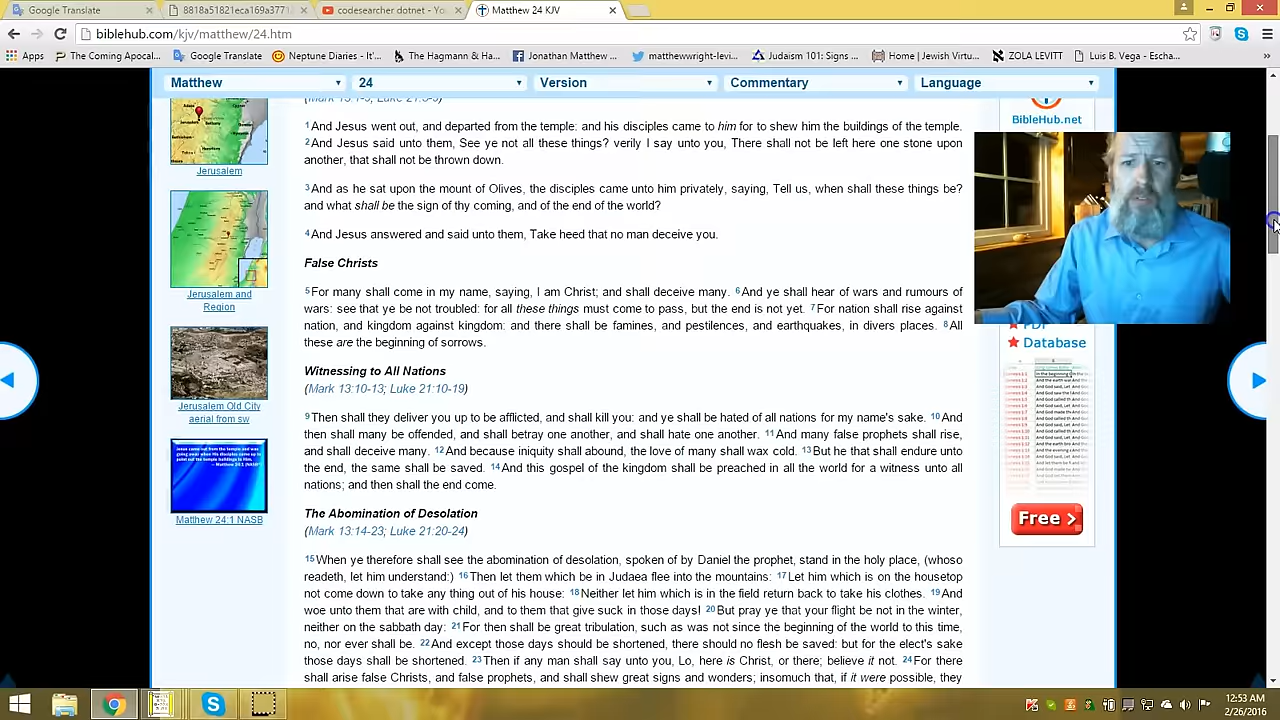 Google Translate
8818a51821eca169a3771
codesearcher dotnet - Yo
Matthew 24 KJV
biblehub.com/kjv/matthew/24.htm
Apps
The Coming Apocal...
Google Translate
Neptune Diaries - It'...
The Hagmann & Ha...
Jonathan Matthew ...
matthewwright-levi...
Judaism 101: Signs ...
Home | Jewish Virtu...
ZOLA LEVITT
Luis B. Vega - Escha...
»
Matthew
24
Version
Commentary
Language
1And Jesus went out, and departed from the temple: and his disciples came to him for to shew him the buildings of the temple.
2And Jesus said unto them, See ye not all these things? verily I say unto you, There shall not be left here one stone upon
another, that shall not be thrown down.
3And as he sat upon the mount of Olives, the disciples came unto him privately, saying, Tell us, when shall these things be?
and what shall be the sign of thy coming, and of the end of the world?
4And Jesus answered and said unto them, Take heed that no man deceive you.
False Christs
5For many shall come in my name, saying, I am Christ; and shall deceive many. 6And ye shall hear of wars and rumours of
wars: see that ye be not troubled: for all these things must come to pass, but the end is not yet. 7For nation shall rise against
nation, and kingdom against kingdom: and there shall be famines, and pestilences, and earthquakes, in divers places. 8All
these are the beginning of sorrows.
Witnessing to All Nations
Luke 21:10-19)
shall they deliver you up to be afflicted, and shall kill you: and ye shall be hated of all nations for my name's sake. 10And
then shall many be offended, and shall betray one another, and shall hate one another. 11And many false prophets shall rise,
and shall deceive many. 12And because iniquity shall abound, the love of many shall wax cold. 13But he that shall endure unto
the end, the same shall be saved. 14And this gospel of the kingdom shall be preached in all the world for a witness unto all
nations; and then shall the end come.
The Abomination of Desolation
(Mark 13:14-23; Luke 21:20-24)
15When ye therefore shall see the abomination of desolation, spoken of by Daniel the prophet, stand in the holy place, (whoso
readeth, let him understand:) 16Then let them which be in Judaea flee into the mountains: 17Let him which is on the housetop
not come down to take any thing out of his house: 18Neither let him which is in the field return back to take his clothes. 19And
woe unto them that are with child, and to them that give suck in those days! 20But pray ye that your flight be not in the winter,
neither on the sabbath day: 21For then shall be great tribulation, such as was not since the beginning of the world to this time,
no, nor ever shall be. 22And except those days should be shortened, there should no flesh be saved: but for the elect's sake
those days shall be shortened. 23Then if any man shall say unto you, Lo, here is Christ, or there; believe it not. 24For there
shall arise false Christs, and false prophets, and shall shew great signs and wonders; insomuch that, if it were possible, they
Jerusalem
Jerusalem and
Region
Jerusalem Old City
aerial from sw
Matthew 24:1 NASB
BibleHub.net
PDF
Database
Free >
12:53 AM
2/26/2016